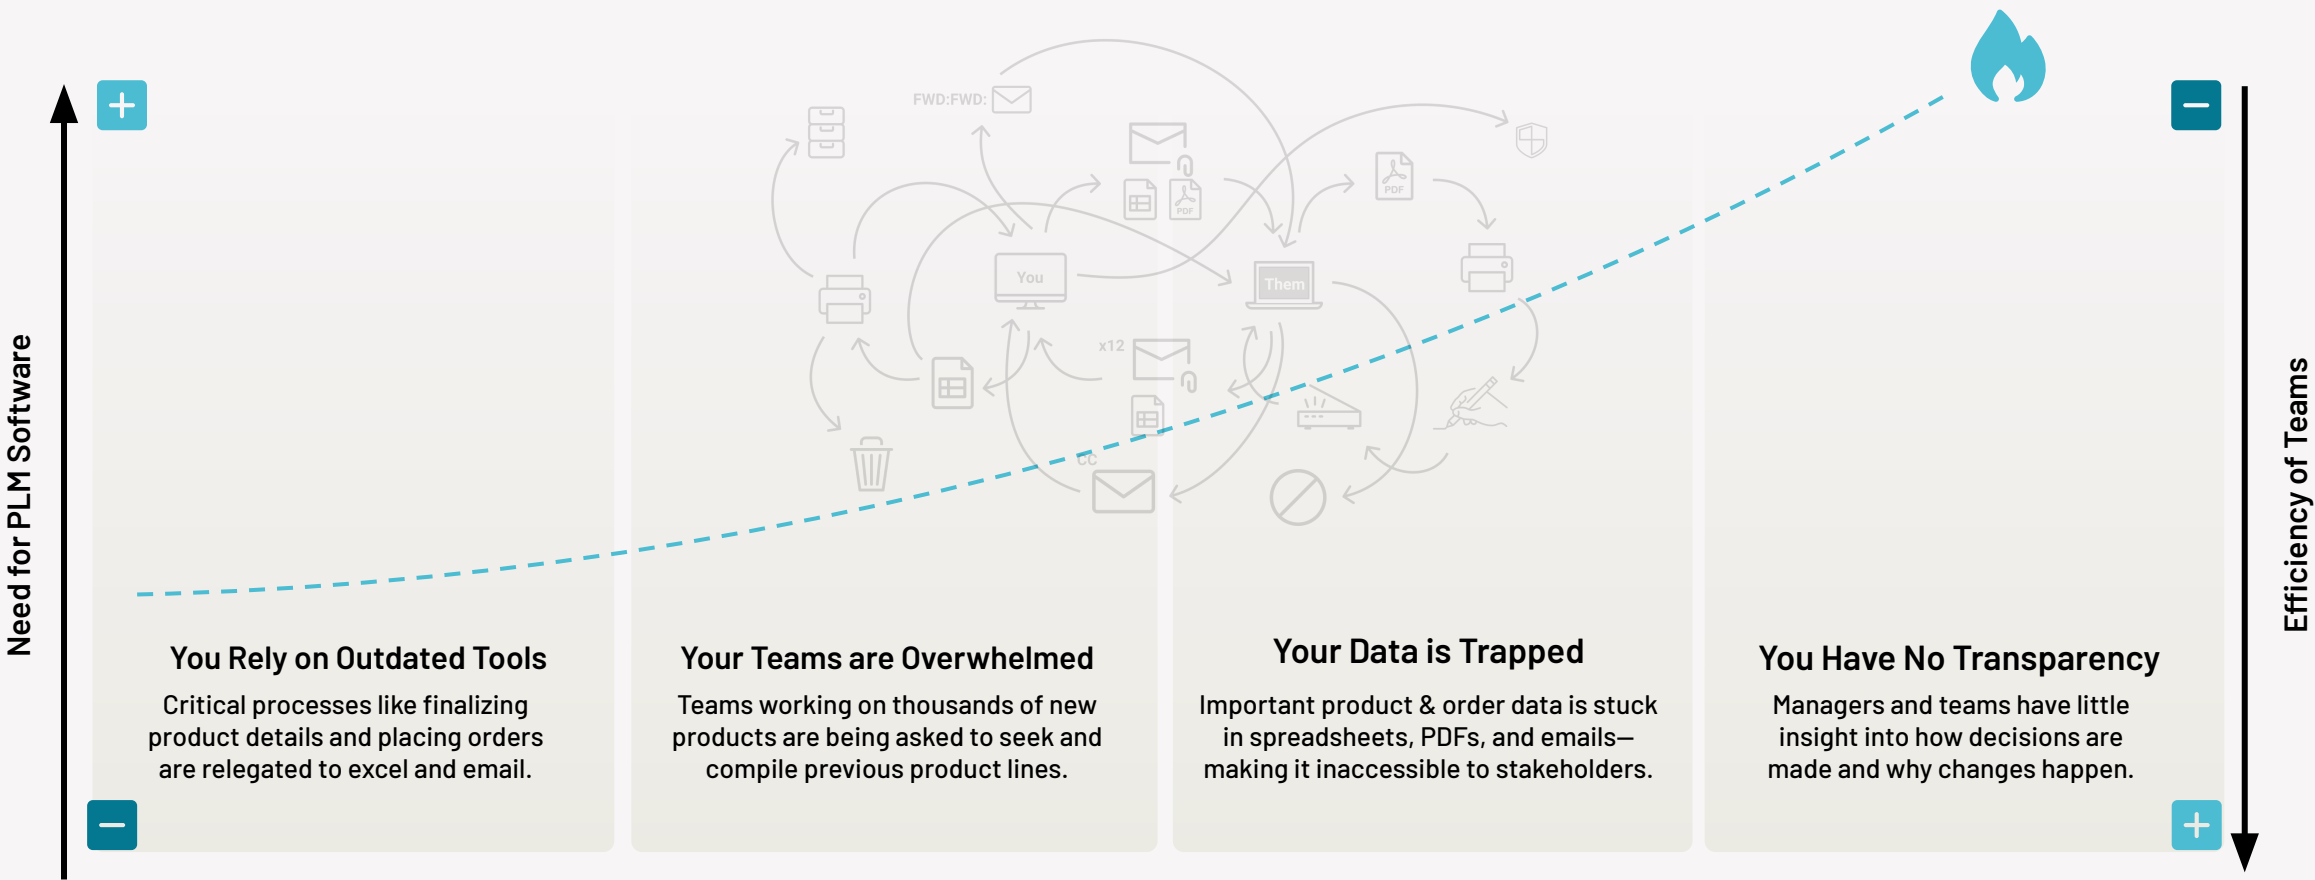 Need for PLM Software
FWD:FWD:
PDF
PDF
You
Them
x12
CC
You Rely on Outdated Tools
Critical processes like finalizing
product details and placing orders
are relegated to excel and email.
Your Teams are Overwhelmed
Teams working on thousands of new
products are being asked to seek and
compile previous product lines.
Your Data is Trapped
Important product & order data is stuck
in spreadsheets, PDFs, and emails—
making it inaccessible to stakeholders.
You Have No Transparency
Managers and teams have little
insight into how decisions are
made and why changes happen.
Efficiency of Teams